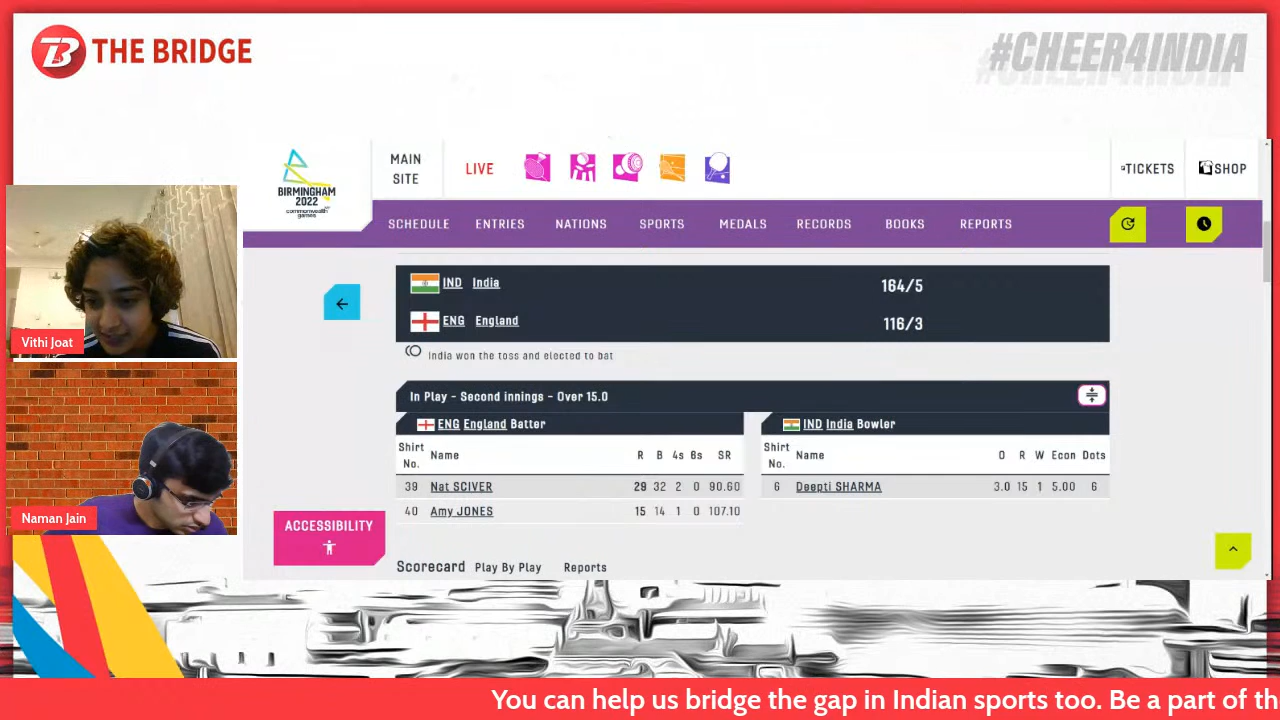 THE BRIDGE
#CHEER4INDIA
BIRMINGHAM
2022
commonwealth
games
MAIN
SITE
LIVE
TICKETS
SHOP
SCHEDULE ENTRIES NATIONS SPORTS MEDALS RECORDS BOOKS REPORTS
IND India 164/5
ENG England 116/3
India won the toss and elected to bat
In Play - Second innings - Over 15.0
ENG England Batter
Shirt No. Name R B 4s 6s SR
39 Nat SCIVER 29 32 2 0 90.60
40 Amy JONES 15 14 1 0 107.10
IND India Bowler
Shirt No. Name O R W Econ Dots
6 Deepti SHARMA 3.0 15 1 5.00 6
Scorecard Play By Play Reports
ACCESSIBILITY
Vithi Joat
Naman Jain
You can help us bridge the gap in Indian sports too. Be a part of th